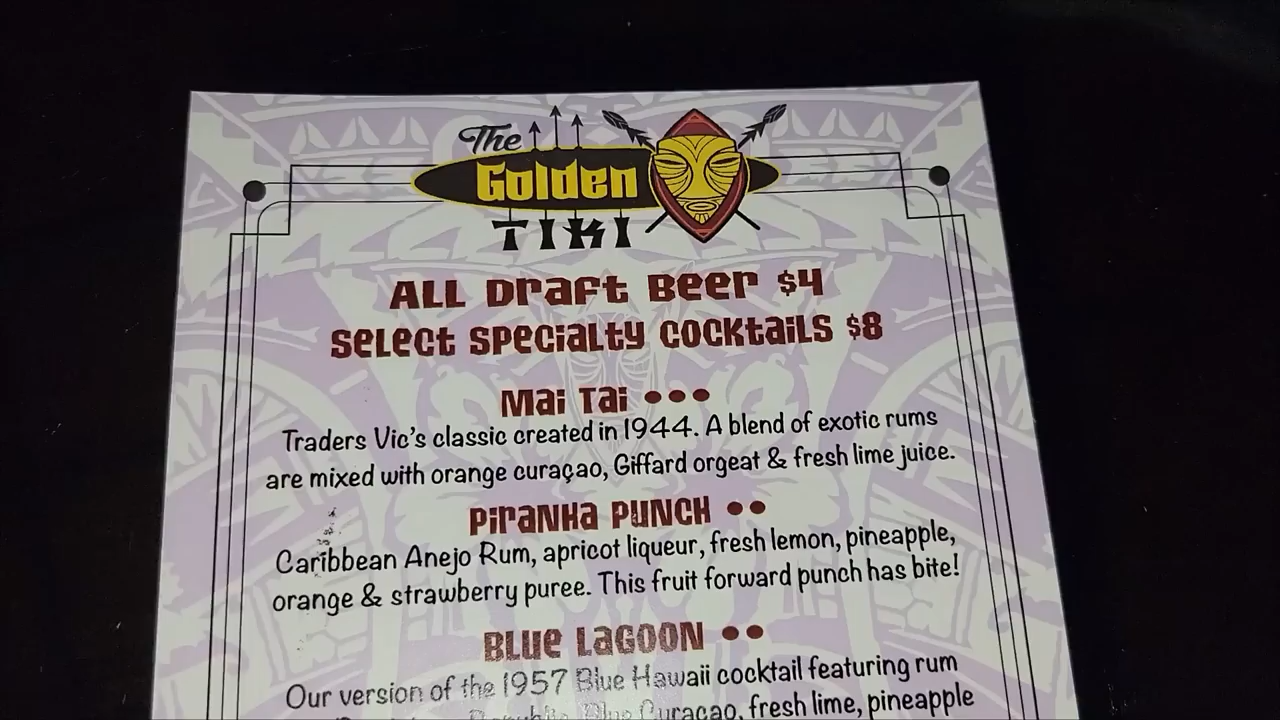 The
Golden
TIKI
ALL Draft Beer $4
Select Specialty Cocktails $8
Mai Tai •••
Traders Vic's classic created in 1944. A blend of exotic rums
are mixed with orange curaçao, Giffard orgeat & fresh lime juice.
Piranha Punch ••
Caribbean Anejo Rum, apricot liqueur, fresh lemon, pineapple,
orange & strawberry puree. This fruit forward punch has bite!
Blue Lagoon ••
Our version of the 1957 Blue Hawaii cocktail featuring rum
Blue Curacao, fresh lime, pineapple